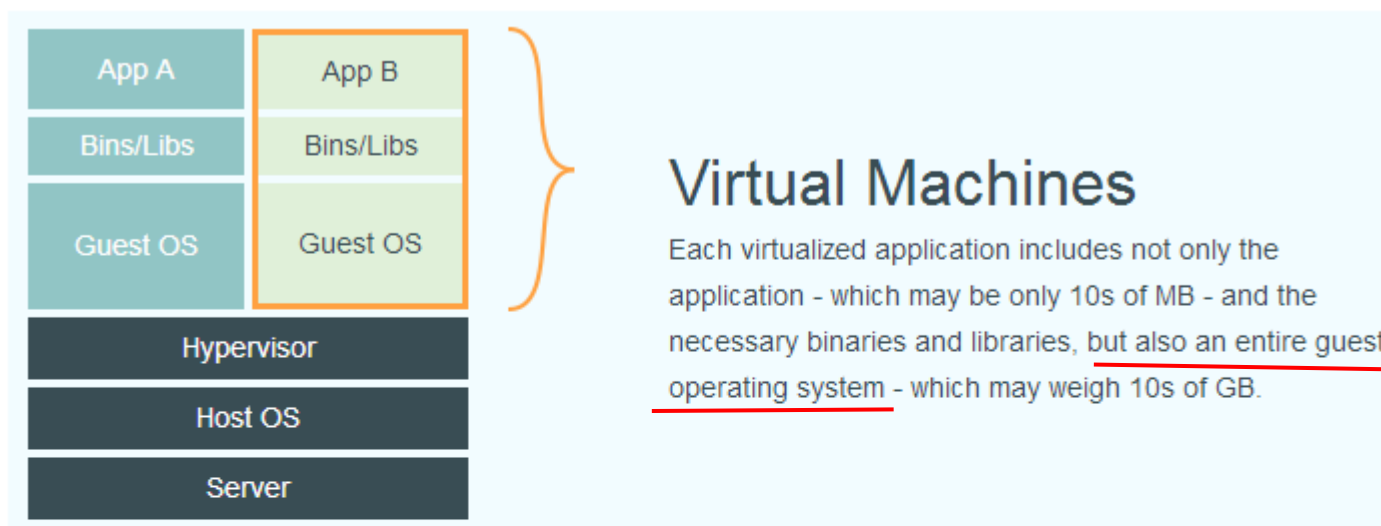 App A
App B
Bins/Libs
Bins/Libs
Guest OS
Guest OS
Hypervisor
Host OS
Server
Virtual Machines
Each virtualized application includes not only the
application - which may be only 10s of MB - and the
necessary binaries and libraries, but also an entire guest
operating system - which may weigh 10s of GB.